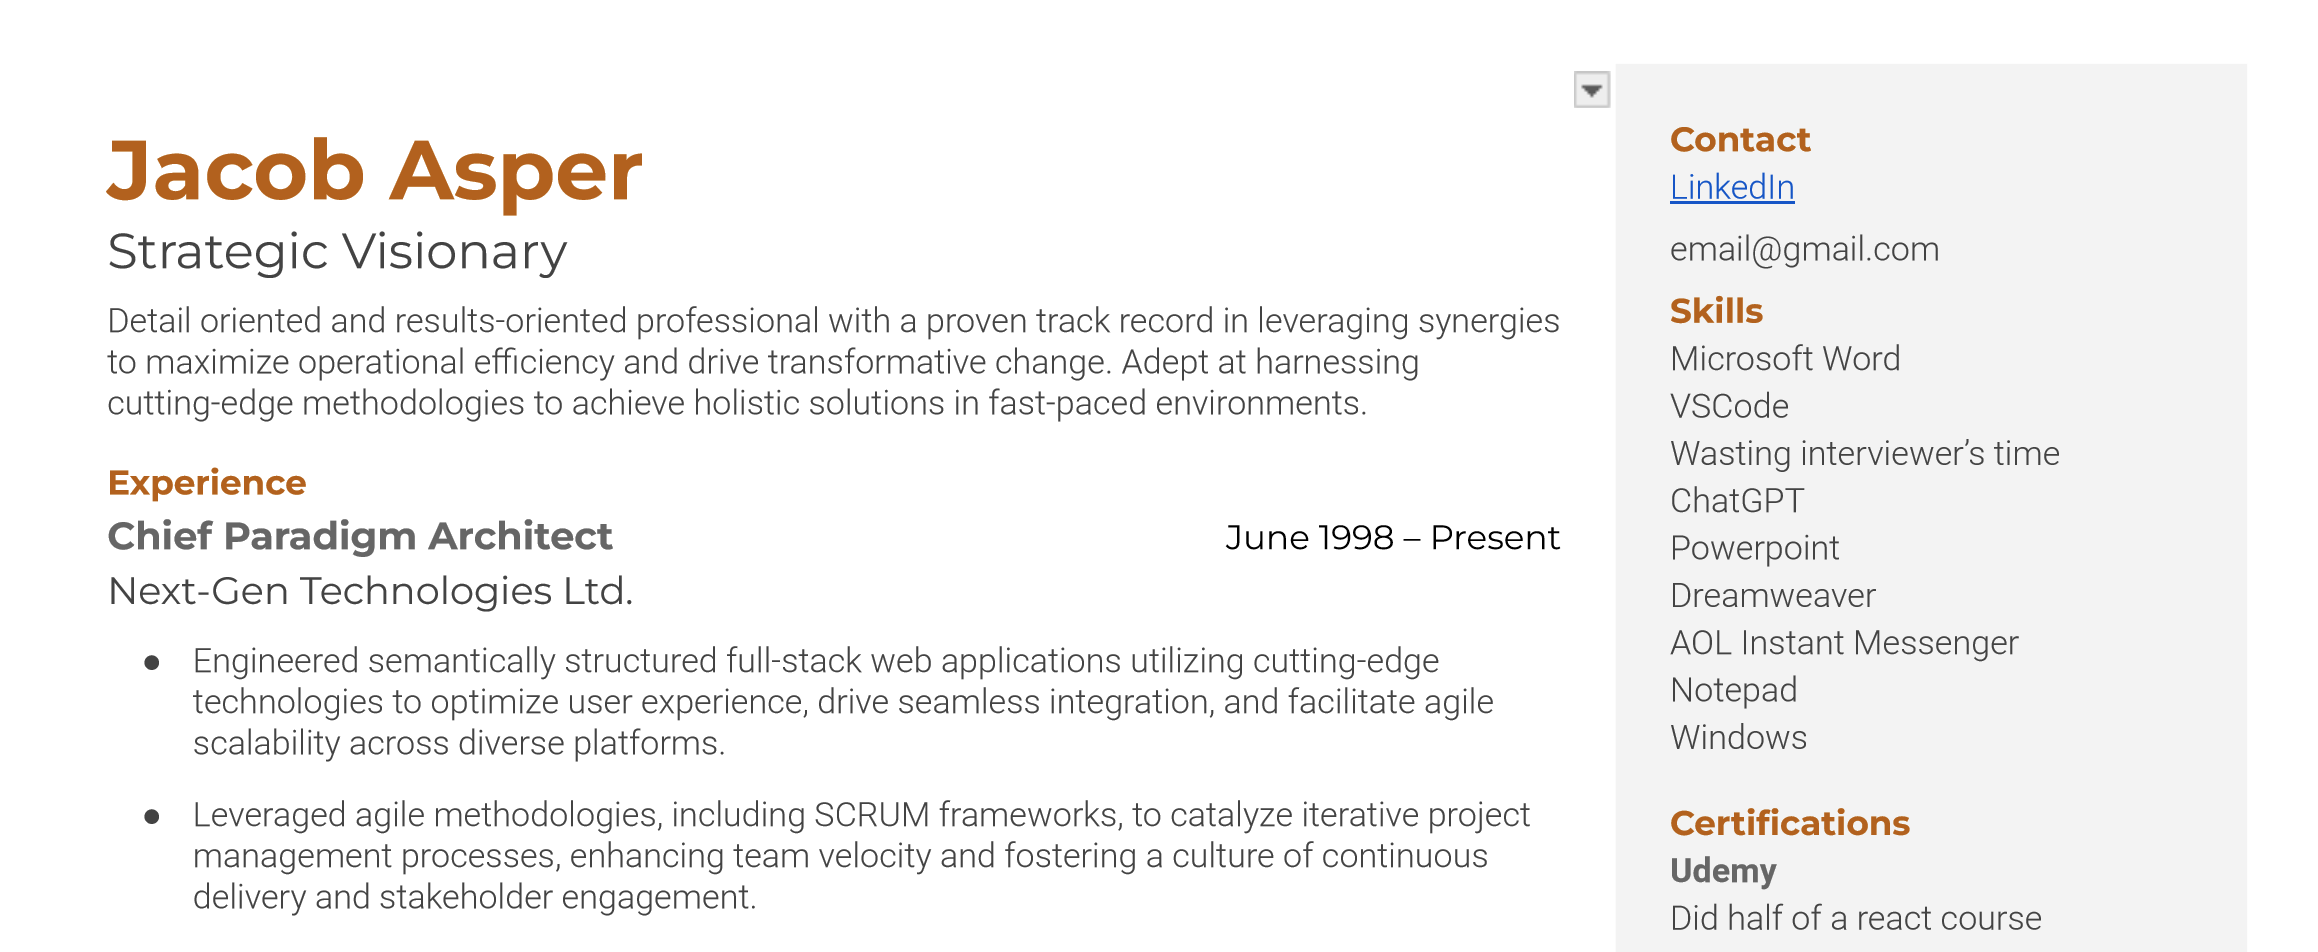 Jacob Asper
Strategic Visionary
Detail oriented and results-oriented professional with a proven track record in leveraging synergies
to maximize operational efficiency and drive transformative change. Adept at harnessing
cutting-edge methodologies to achieve holistic solutions in fast-paced environments.
Experience
Chief Paradigm Architect June 1998 – Present
Next-Gen Technologies Ltd.
● Engineered semantically structured full-stack web applications utilizing cutting-edge
technologies to optimize user experience, drive seamless integration, and facilitate agile
scalability across diverse platforms.
● Leveraged agile methodologies, including SCRUM frameworks, to catalyze iterative project
management processes, enhancing team velocity and fostering a culture of continuous
delivery and stakeholder engagement.
Contact
LinkedIn
email@gmail.com
Skills
Microsoft Word
VSCode
Wasting interviewer’s time
ChatGPT
Powerpoint
Dreamweaver
AOL Instant Messenger
Notepad
Windows
Certifications
Udemy
Did half of a react course